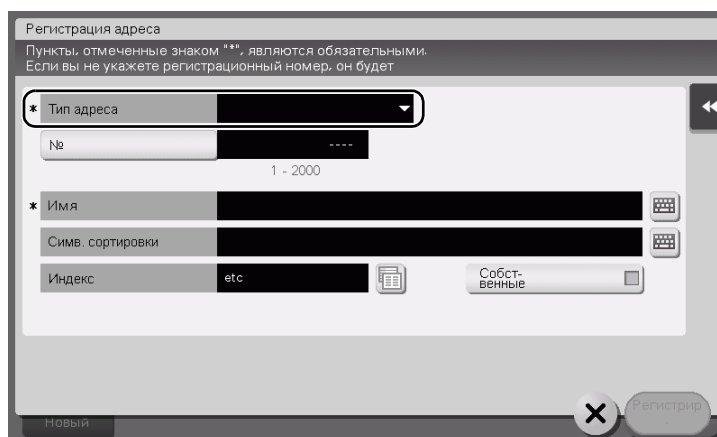 Регистрация адреса
Пункты, отмеченные знаком "*", являются обязательными.
Если вы не укажете регистрационный номер, он будет
* Тип адреса
№ ----
1 - 2000
* Имя
Симв. сортировки
Индекс etc Собст-
венные
Регистрир
.
Новый